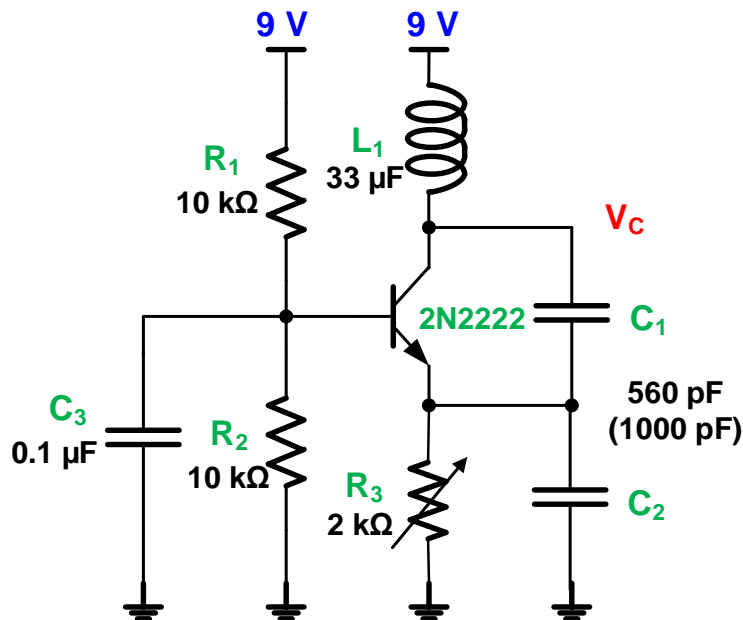 9 V
9 V
R1
10 kΩ
L1
33 µF
VC
2N2222
C1
C3
0.1 µF
R2
10 kΩ
R3
2 kΩ
560 pF
(1000 pF)
C2